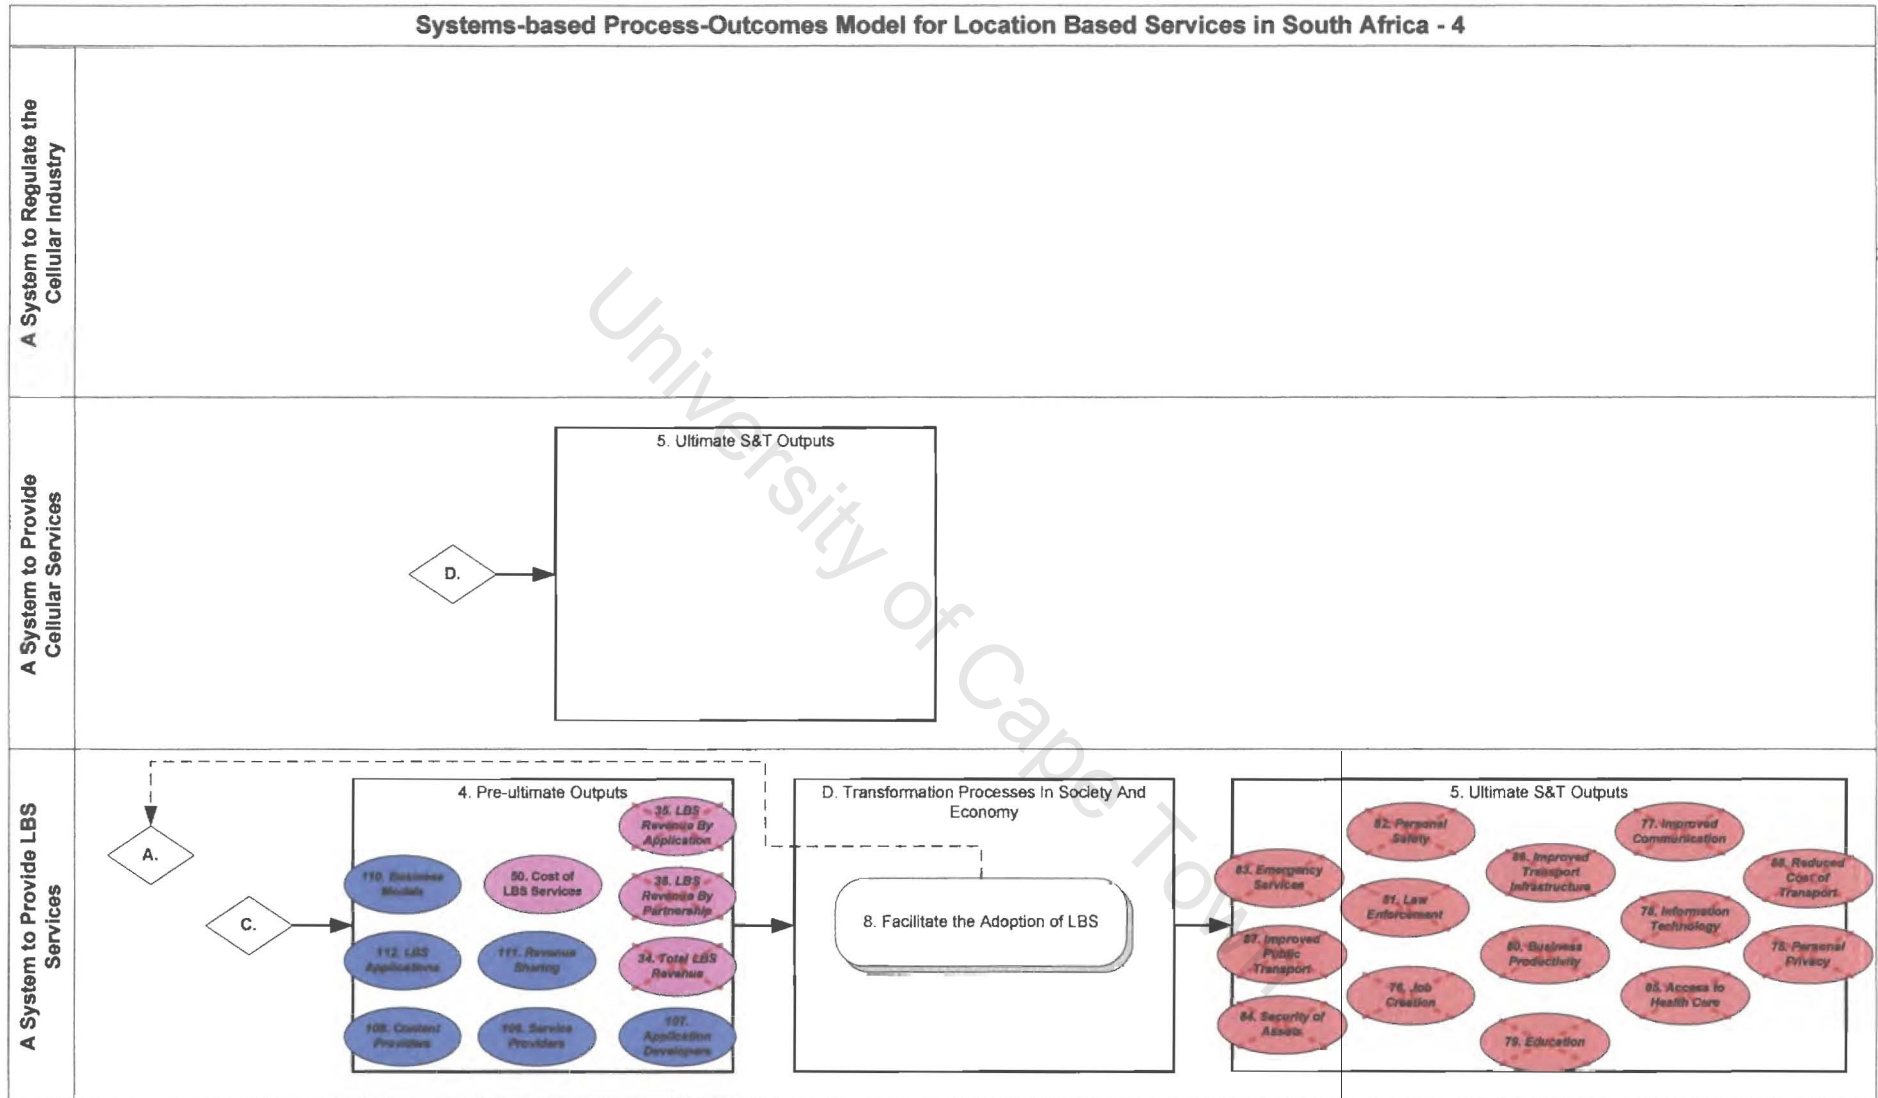 Systems-based Process-Outcomes Model for Location Based Services in South Africa - 4
A System to Regulate the
Cellular Industry
A System to Provide
Cellular Services
5. Ultimate S&T Outputs
D.
A System to Provide LBS
Services
A.
C.
4. Pre-ultimate Outputs
35. LBS
Revenue By
Application
110. Business
Models
50. Cost of
LBS Services
38. LBS
Revenue By
Partnership
112. LBS
Applications
111. Revenue
Sharing
34. Total LBS
Revenue
Content
Providers
Service
Providers
107.
Application
Developers
D. Transformation Processes In Society And
Economy
8. Facilitate the Adoption of LBS
5. Ultimate S&T Outputs
82. Personal
Safety
77. Improved
Communication
83. Emergency
Services
86. Improved
Transport
Infrastructure
88. Reduced
Cost of
Transport
81. Law
Enforcement
78. Information
Technology
87. Improved
Public
Transport
80. Business
Productivity
75. Personal
Privacy
76. Job
Creation
85. Access to
Health Care
84. Security of
Assets
79. Education
University of Cape Town